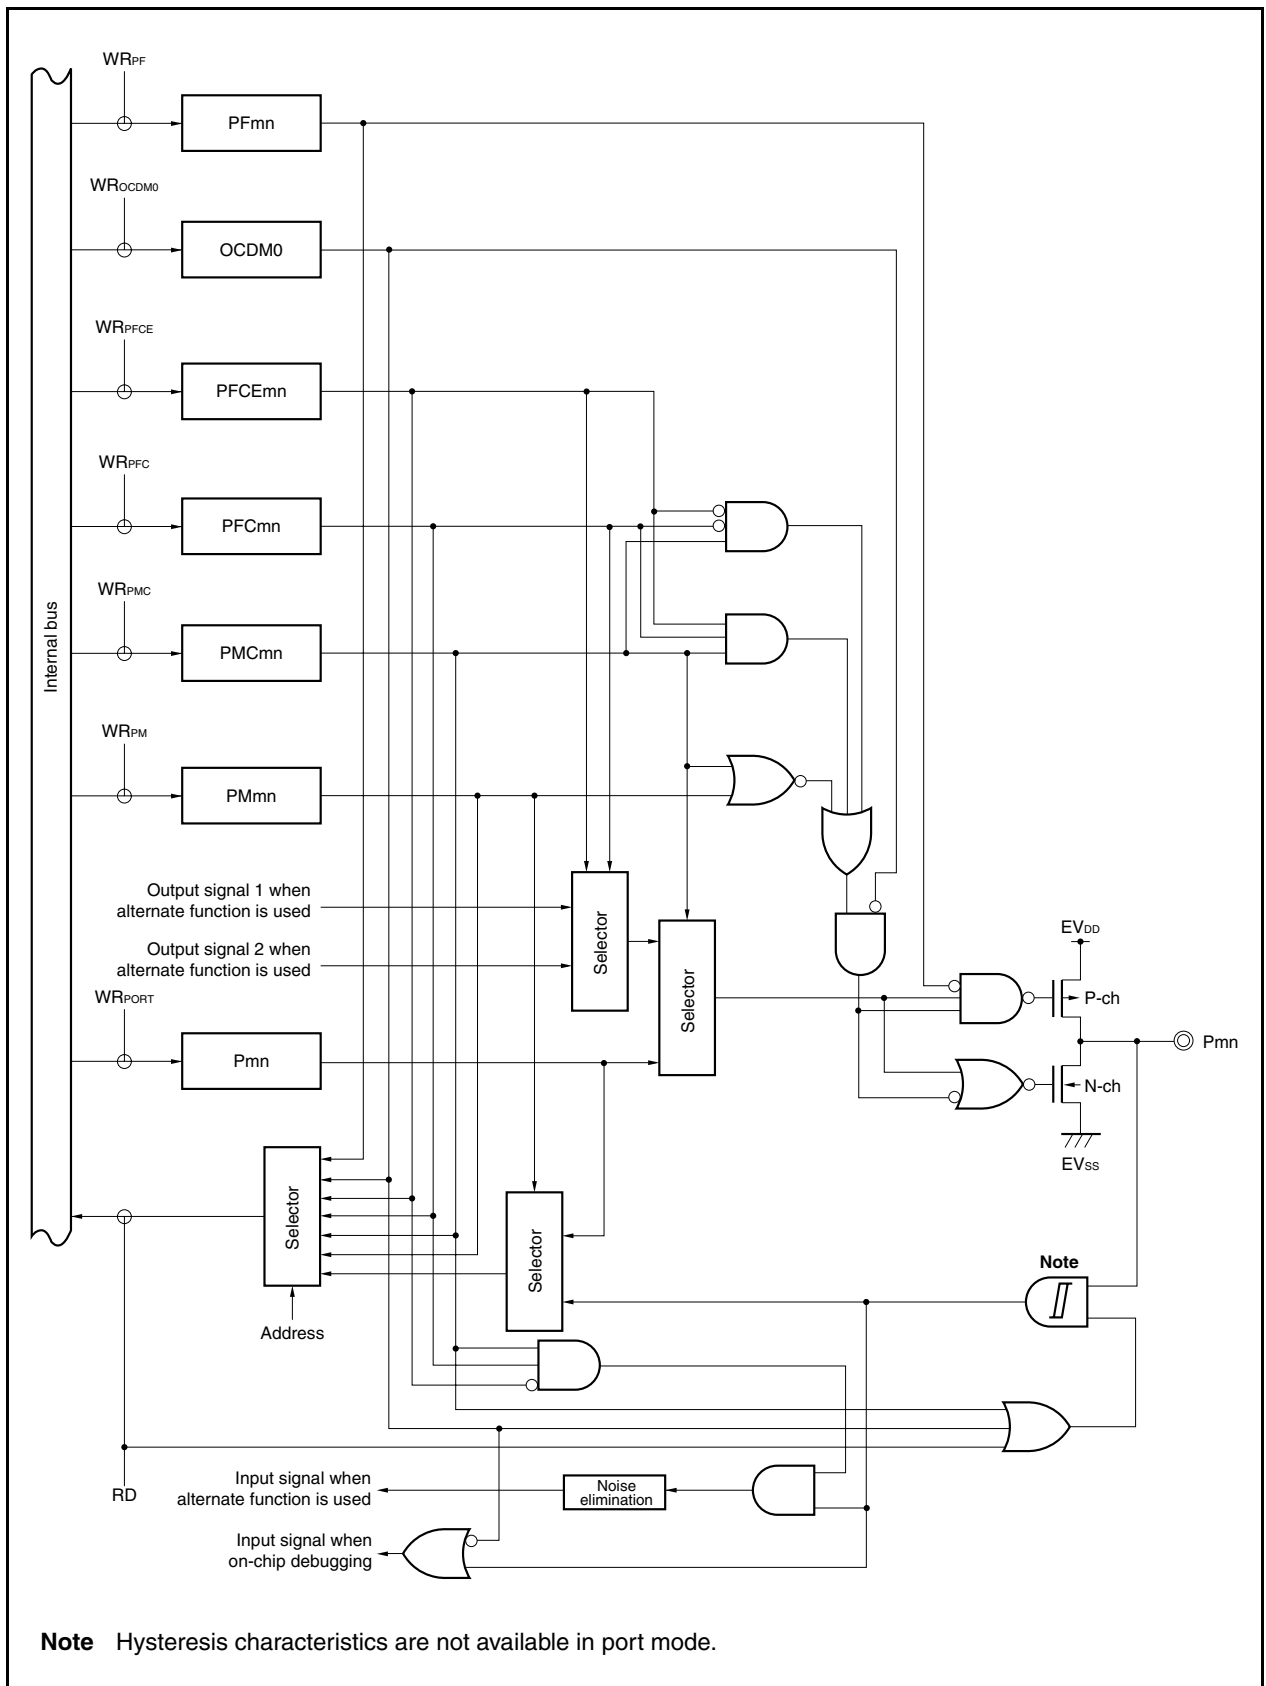 WRPF
PFmn
WROCDM0
OCDM0
WRPFCE
PFCEmn
WRPFC
PFCmn
WRPMC
Internal bus
PMCmn
WRPM
PMmn
Output signal 1 when
alternate function is used
Output signal 2 when
alternate function is used
Selector
Selector
EVDD
P-ch
WRPORT
Pmn
Pmn
N-ch
EVSS
Selector
Selector
Address
Note
RD
Input signal when
alternate function is used
Noise
elimination
Input signal when
on-chip debugging
Note Hysteresis characteristics are not available in port mode.